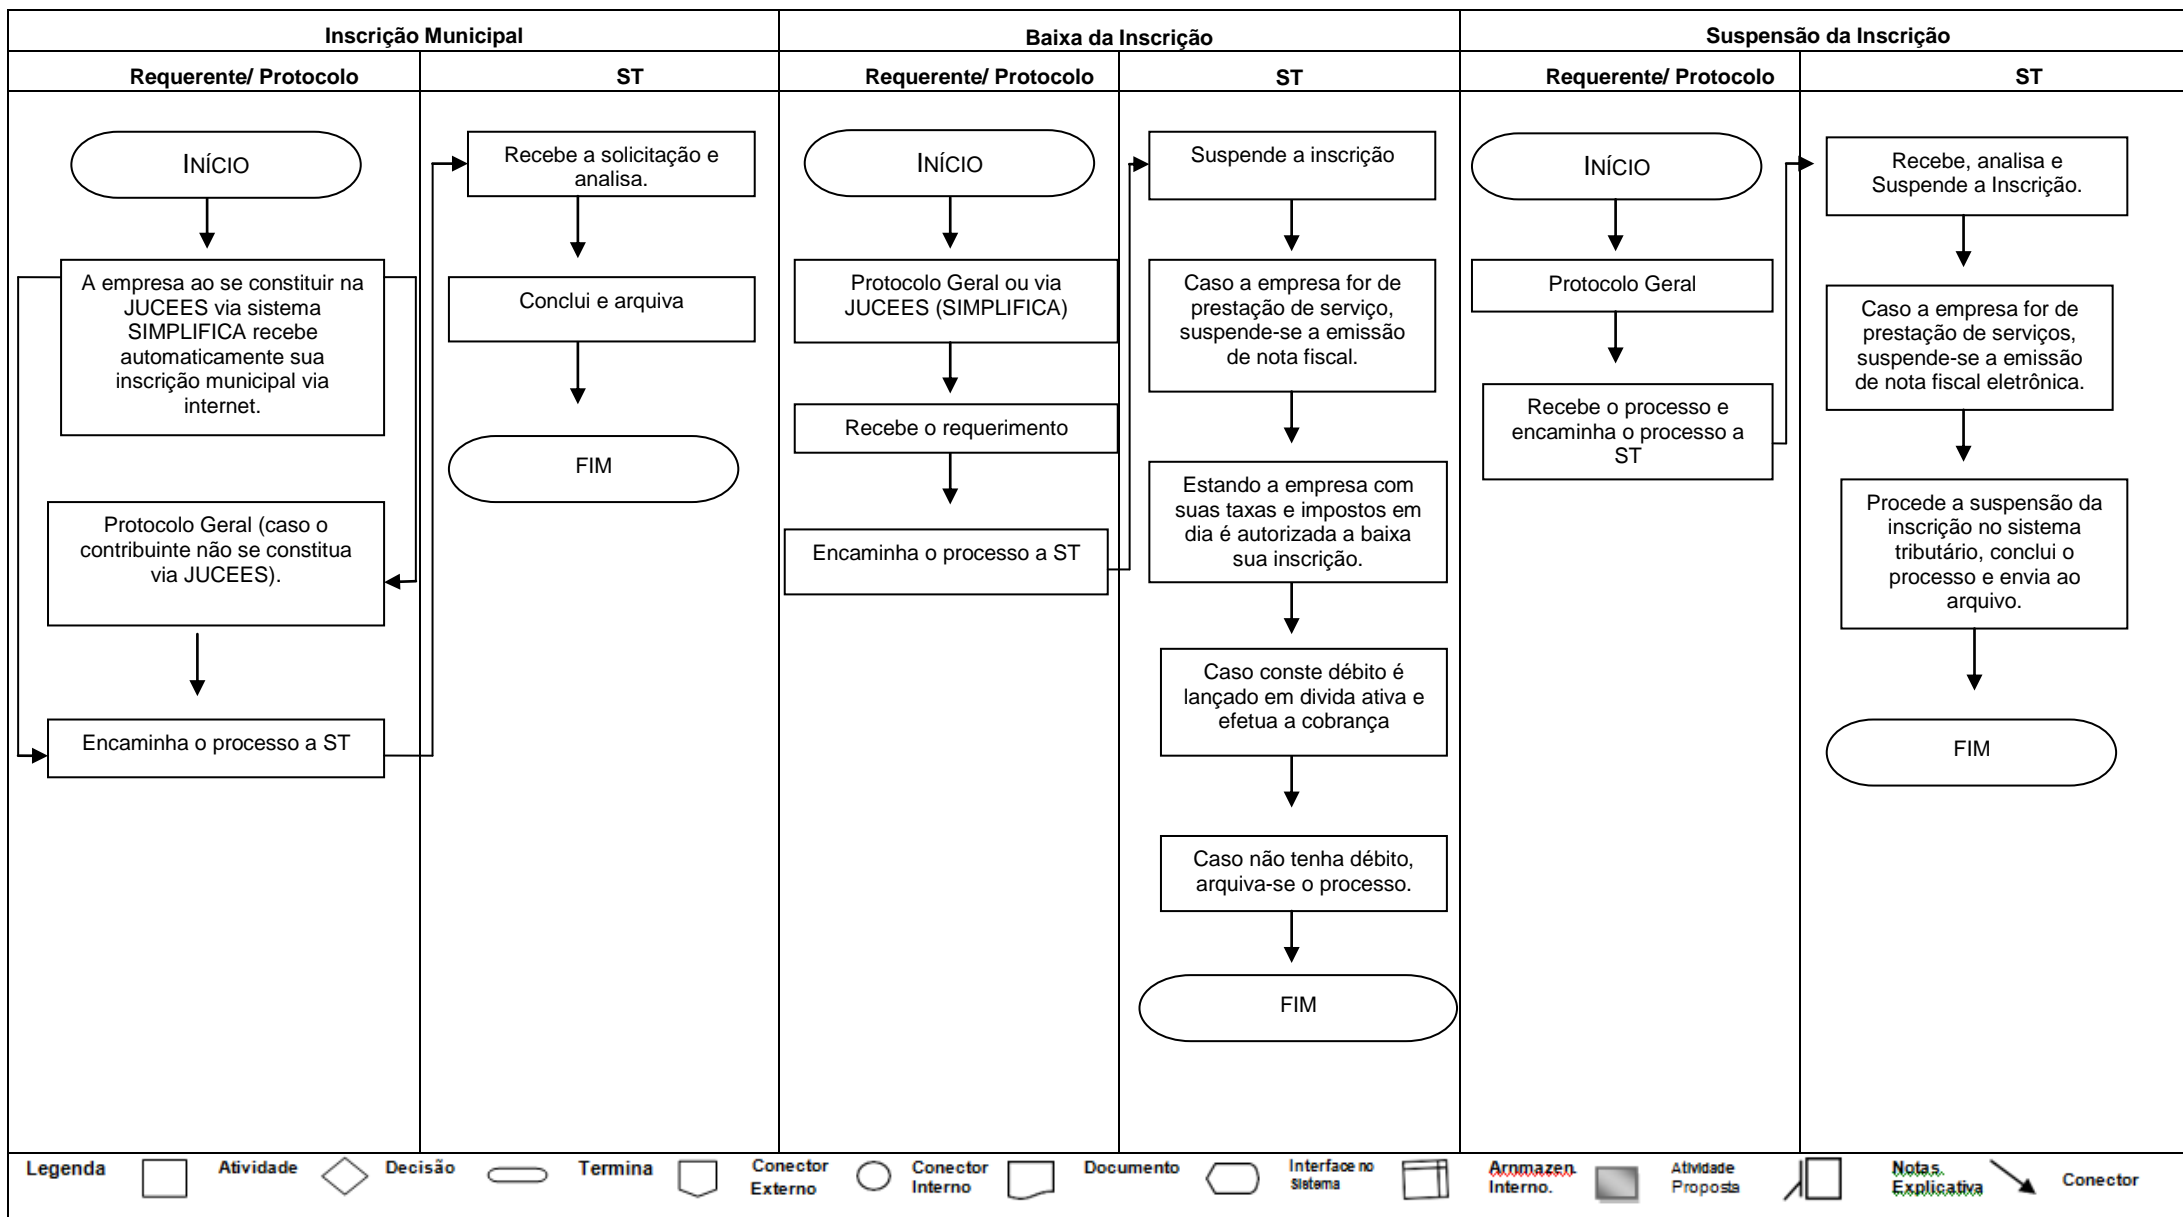 Inscrição Municipal
Baixa da Inscrição
Suspensão da Inscrição
Requerente/ Protocolo
ST
Requerente/ Protocolo
ST
Requerente/ Protocolo
ST
INÍCIO
A empresa ao se constituir na
JUCEES via sistema
SIMPLIFICA recebe
automaticamente sua
inscrição municipal via
internet.
Protocolo Geral (caso o
contribuinte não se constitua
via JUCEES).
Encaminha o processo a ST
Recebe a solicitação e
analisa.
Conclui e arquiva
FIM
INÍCIO
Protocolo Geral ou via
JUCEES (SIMPLIFICA)
Recebe o requerimento
Encaminha o processo a ST
Suspende a inscrição
Caso a empresa for de
prestação de serviço,
suspende-se a emissão
de nota fiscal.
Estando a empresa com
suas taxas e impostos em
dia é autorizada a baixa
sua inscrição.
Caso conste débito é
lançado em divida ativa e
efetua a cobrança
Caso não tenha débito,
arquiva-se o processo.
FIM
INÍCIO
Protocolo Geral
Recebe o processo e
encaminha o processo a
ST
Recebe, analisa e
Suspende a Inscrição.
Caso a empresa for de
prestação de serviços,
suspende-se a emissão
de nota fiscal eletrônica.
Procede a suspensão da
inscrição no sistema
tributário, conclui o
processo e envia ao
arquivo.
FIM
Legenda
Atividade
Decisão
Termina
Conector
Externo
Conector
Interno
Documento
Interface no
Sistema
Arnmazen.
Interno.
Atividade
Proposta
Notas
Explicativa
Conector